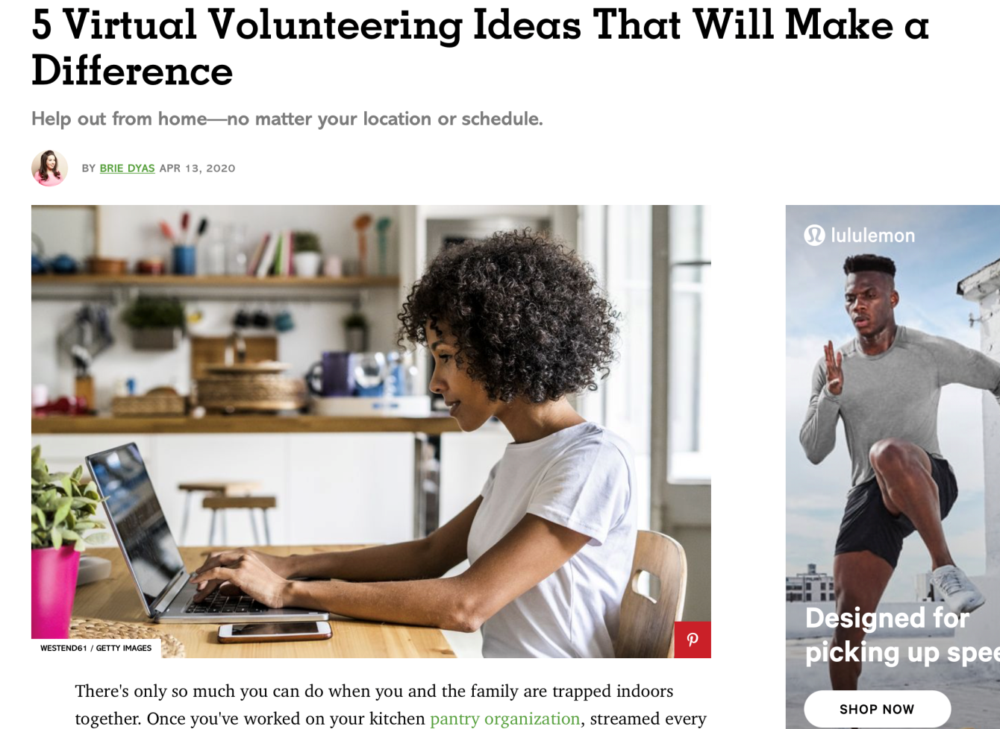 5 Virtual Volunteering Ideas That Will Make a
Difference
Help out from home—no matter your location or schedule.
BY BRIE DYAS APR 13, 2020
WESTEND61 / GETTY IMAGES
There's only so much you can do when you and the family are trapped indoors
together. Once you've worked on your kitchen pantry organization, streamed every
lululemon
Designed for
picking up spee
SHOP NOW